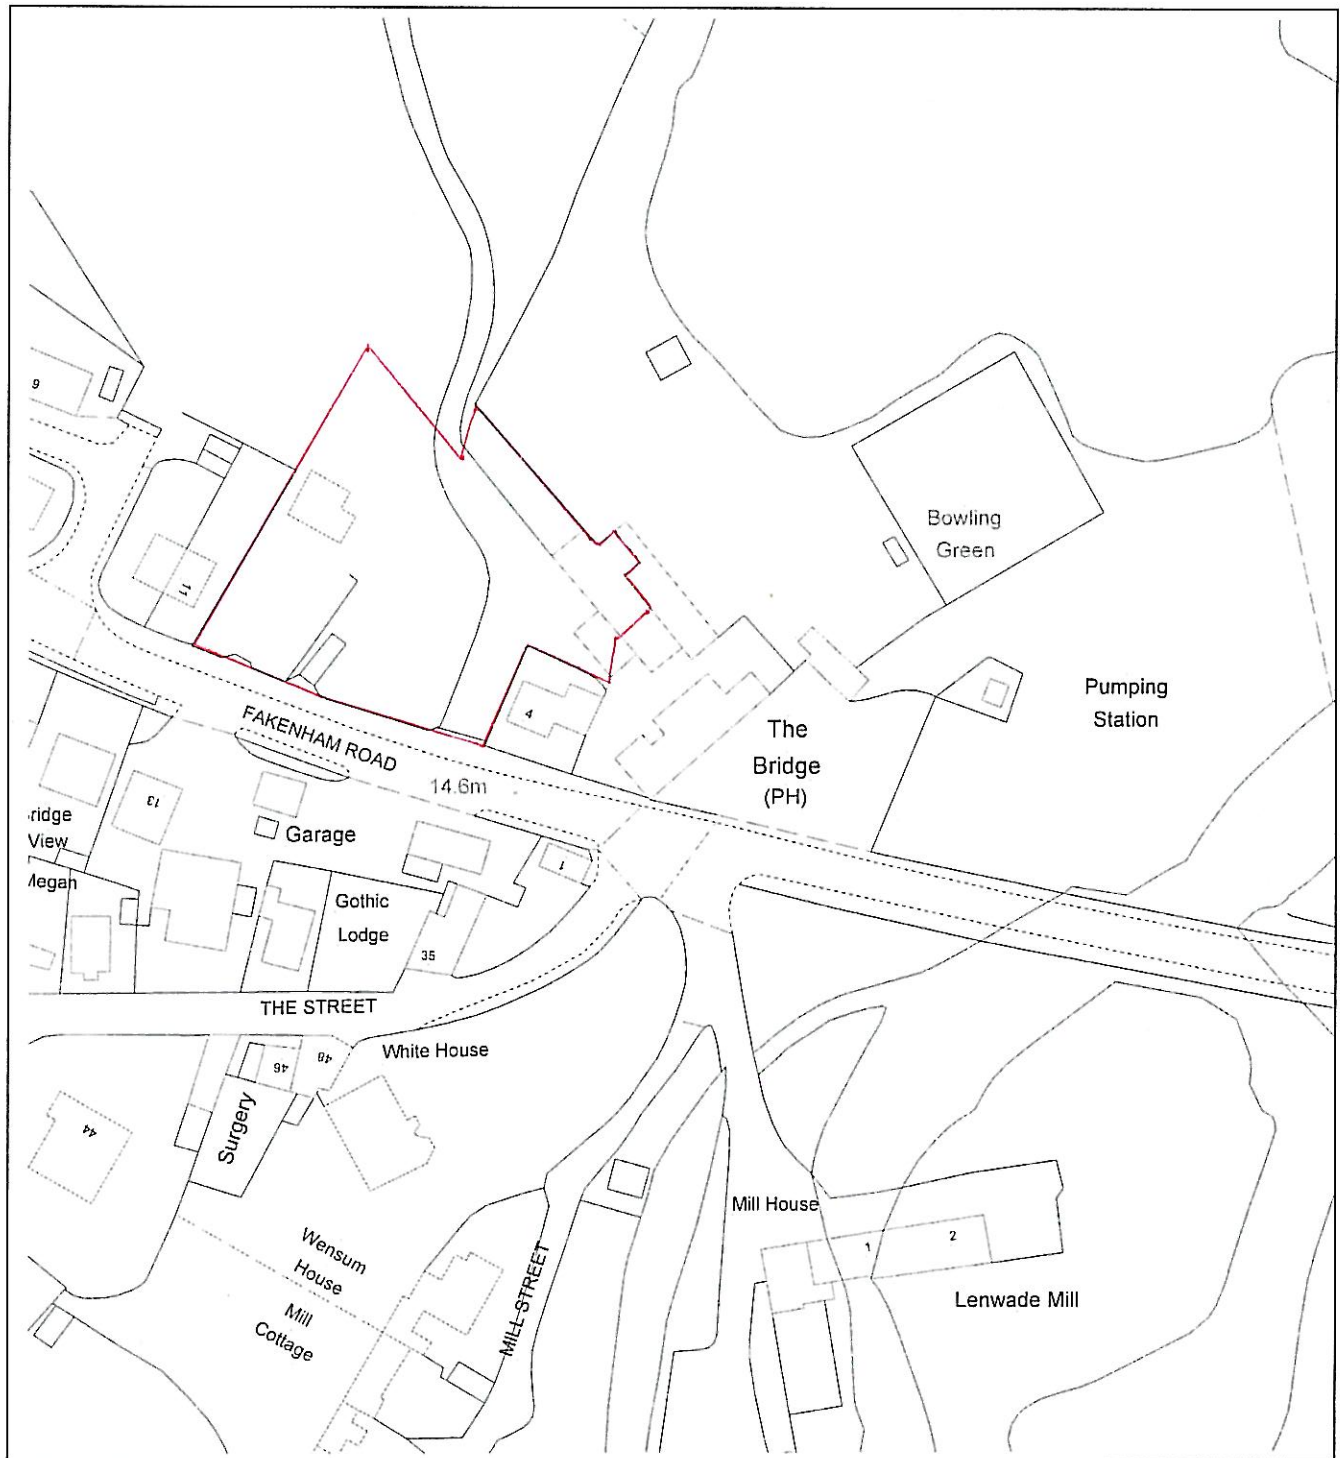 9
11
Bowling
Green
Pumping
Station
4
FAKENHAM ROAD
The
Bridge
(PH)
14.6m
13
ridge
View
Megan
Garage
1
Gothic
Lodge
35
THE STREET
White House
48
46
Surgery
44
Mill House
1
2
Wensum
House
Mill
Cottage
MILL STREET
Lenwade Mill